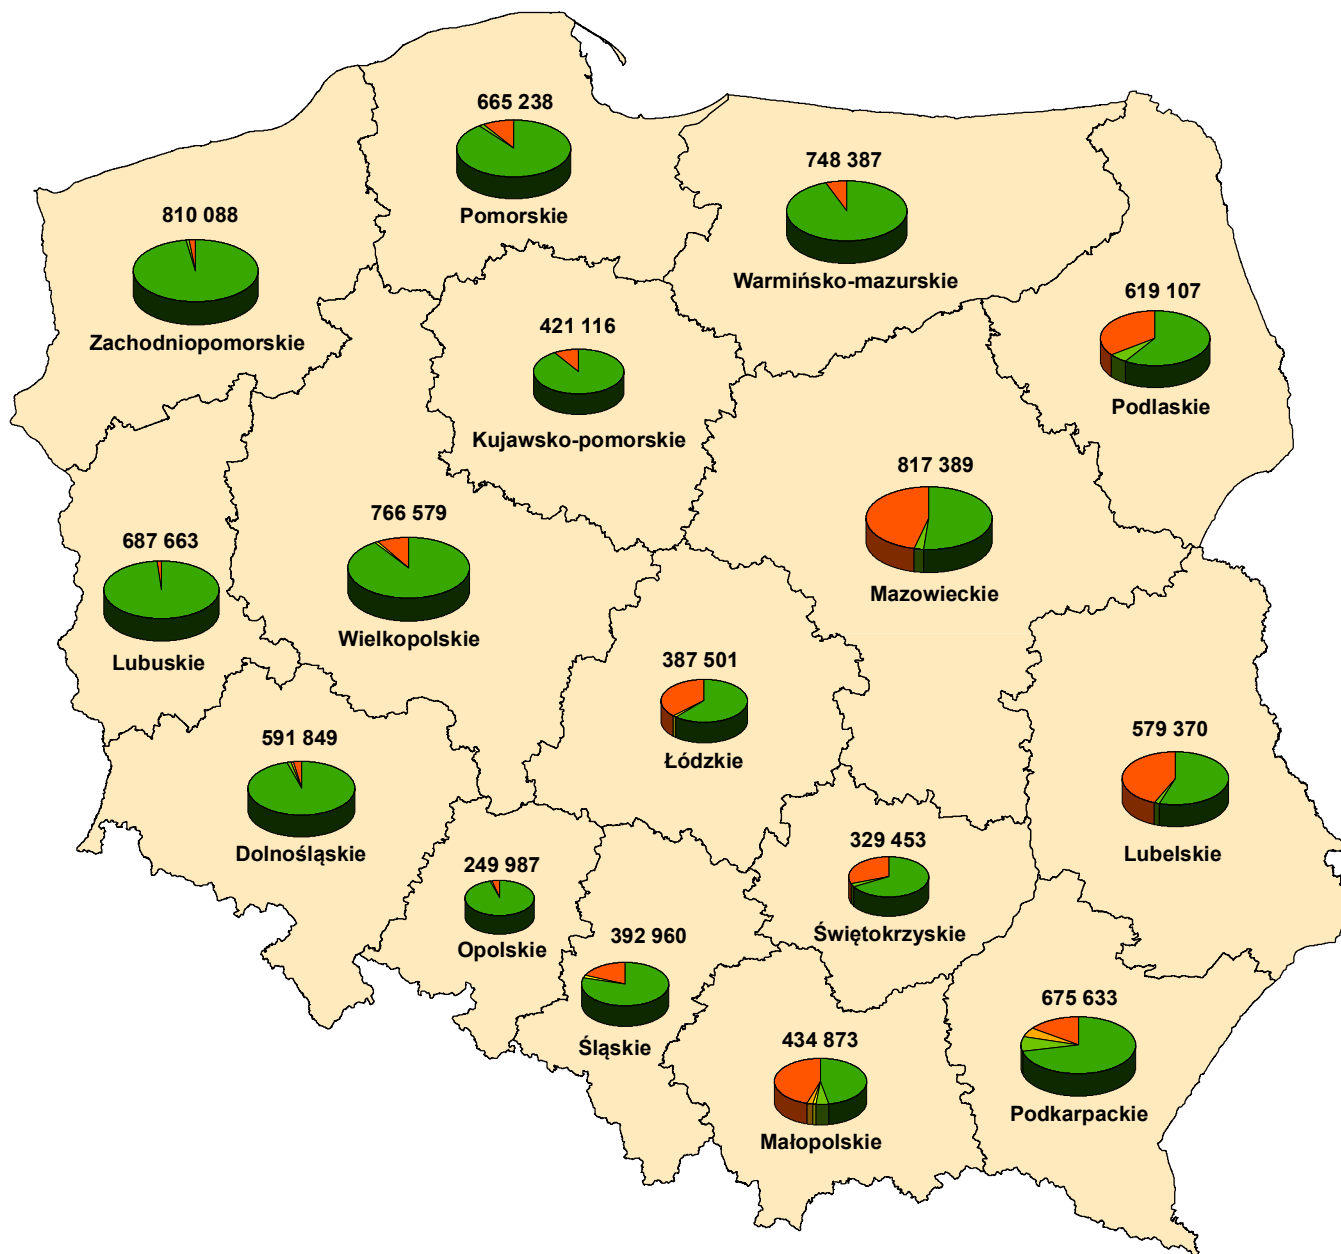 665 238
Pomorskie
748 387
Warmińsko-mazurskie
810 088
Zachodniopomorskie
619 107
Podlaskie
421 116
Kujawsko-pomorskie
817 389
Mazowieckie
766 579
Wielkopolskie
687 663
Lubuskie
387 501
Łódzkie
579 370
Lubelskie
591 849
Dolnośląskie
329 453
Świętokrzyskie
249 987
Opolskie
392 960
Śląskie
434 873
Małopolskie
675 633
Podkarpackie